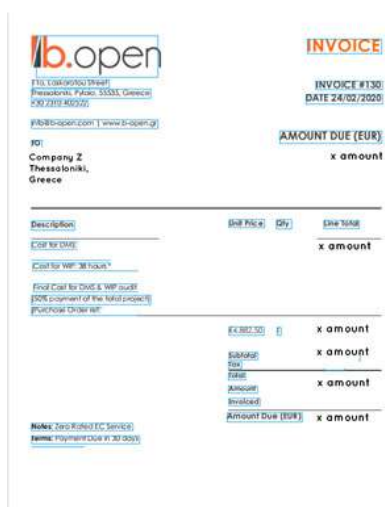 b.open
INVOICE
11a, Laskaratou Street
Thessaloniki, Pylaia, 55535, Greece
INVOICE #130
DATE 24/02/2020
info@b-open.com | www.b-open.gr
AMOUNT DUE (EUR)
TO:
Company Z
x amount
Thessaloniki,
Greece
Description Unit Price Qty Line Total
Cost for DMS: x amount
Cost for WIP: 38 hours*
Final Cost for DMS & WIP audit
(50% payment of the total project)
Purchase Order ref:
€4,882.50 x amount
Subtotal x amount
Tax
Total x amount
Amount
Invoiced
Amount Due (EUR) x amount
Notes: Zero Rated EC Service
Terms: Payment Due in 30 days